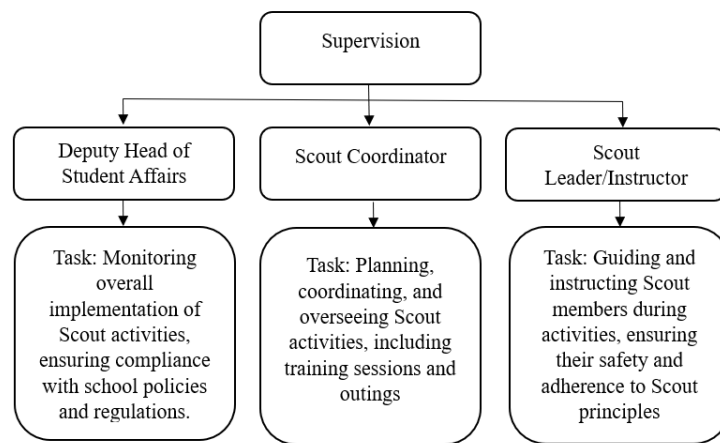 Supervision
Deputy Head of
Student Affairs
Scout Coordinator
Scout
Leader/Instructor
Task: Monitoring
overall
implementation of
Scout activities,
ensuring compliance
with school policies
and regulations.
Task: Planning,
coordinating, and
overseeing Scout
activities, including
training sessions and
outings
Task: Guiding and
instructing Scout
members during
activities, ensuring
their safety and
adherence to Scout
principles